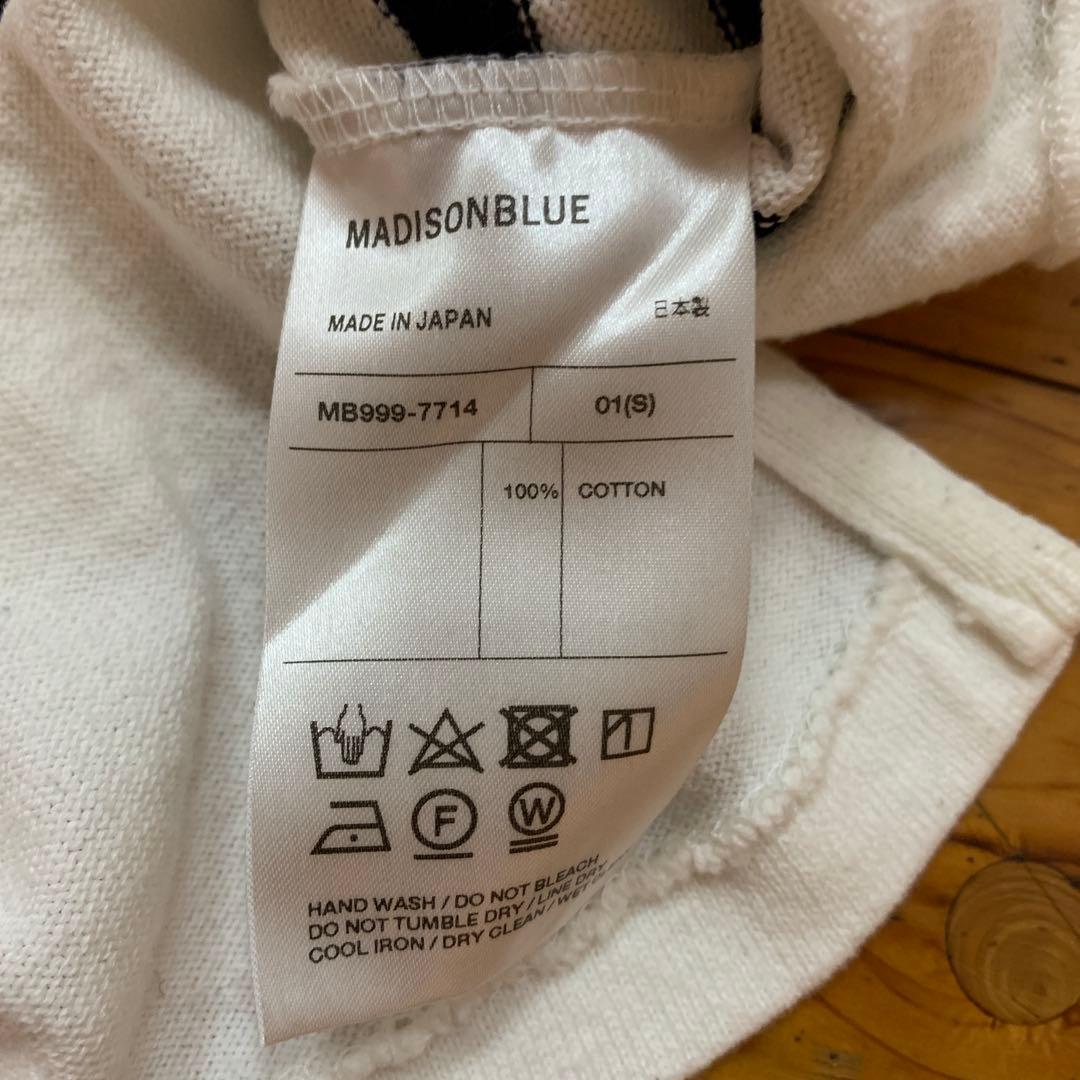 MADISONBLUE
MADE IN JAPAN 日本製
MB999-7714 01(S)
100% COTTON
F W
HAND WASH / DO NOT BLEACH
DO NOT TUMBLE DRY / LINE DRY
COOL IRON / DRY CLEAN / WET